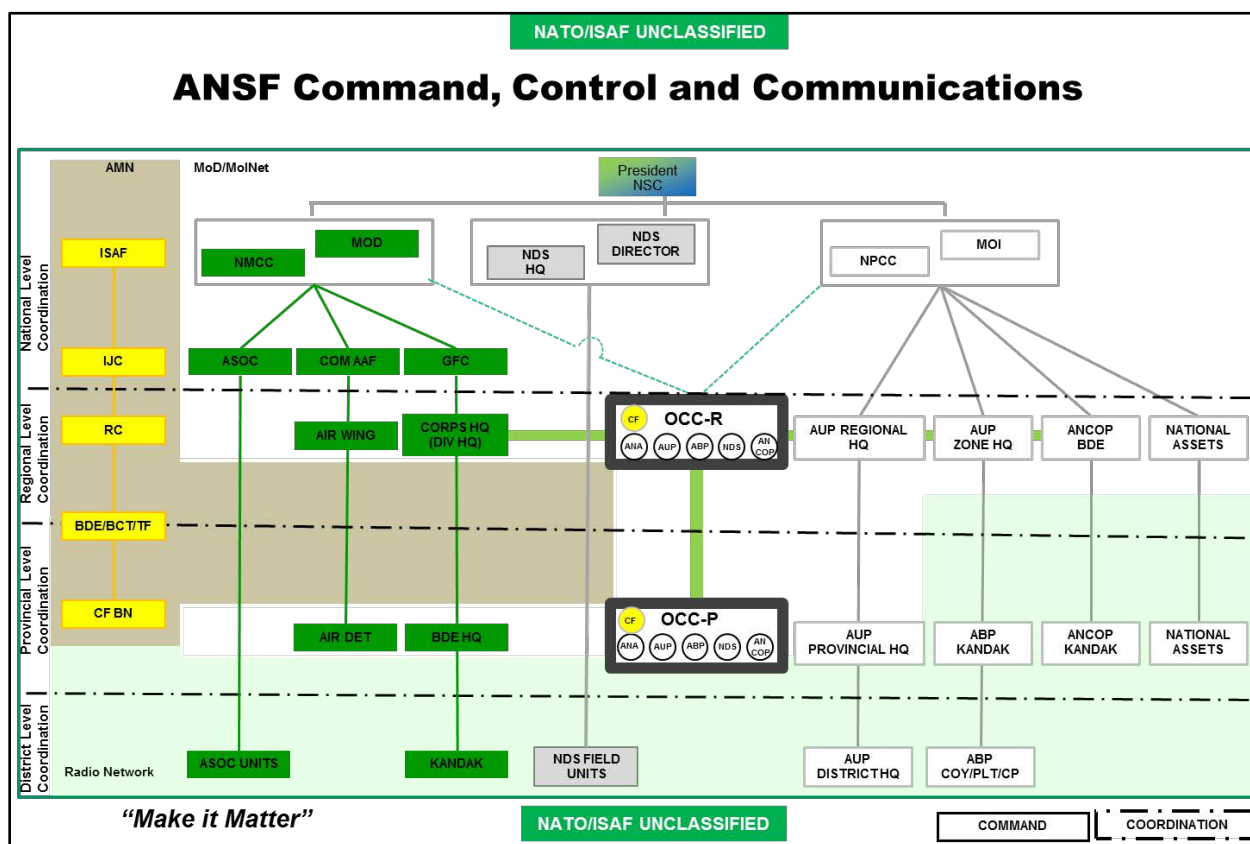 NATO/ISAF UNCLASSIFIED
ANSF Command, Control and Communications
AMN
MoD/MoINet
President
NSC
National Level
Coordination
ISAF
NMCC
MOD
NDS
HQ
NDS
DIRECTOR
NPCC
MOI
IJC
ASOC
COM AAF
GFC
Regional Level
Coordination
RC
AIR WING
CORPS HQ
(DIV HQ)
CF
OCC-R
ANA
AUP
ABP
NDS
AN
COP
AUP REGIONAL
HQ
AUP
ZONE HQ
ANCOP
BDE
NATIONAL
ASSETS
BDE/BCT/TF
Provincial Level
Coordination
CF BN
AIR DET
BDE HQ
CF
OCC-P
ANA
AUP
ABP
NDS
AN
COP
AUP
PROVINCIAL HQ
ABP
KANDAK
ANCOP
KANDAK
NATIONAL
ASSETS
District Level
Coordination
Radio Network
ASOC UNITS
KANDAK
NDS FIELD
UNITS
AUP
DISTRICT HQ
ABP
COY/PLT/CP
"Make it Matter"
NATO/ISAF UNCLASSIFIED
COMMAND
COORDINATION